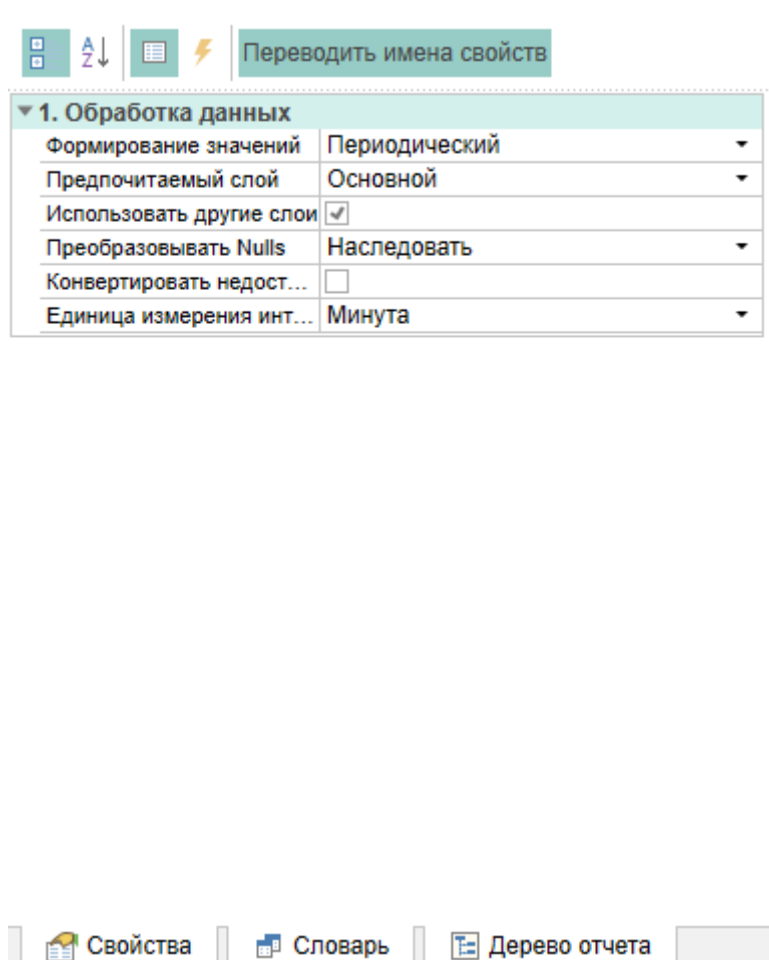 Переводить имена свойств
1. Обработка данных
Формирование значений Периодический
Предпочитаемый слой Основной
Использовать другие слои
Преобразовывать Nulls Наследовать
Конвертировать недост...
Единица измерения инт... Минута
Свойства Словарь Дерево отчета